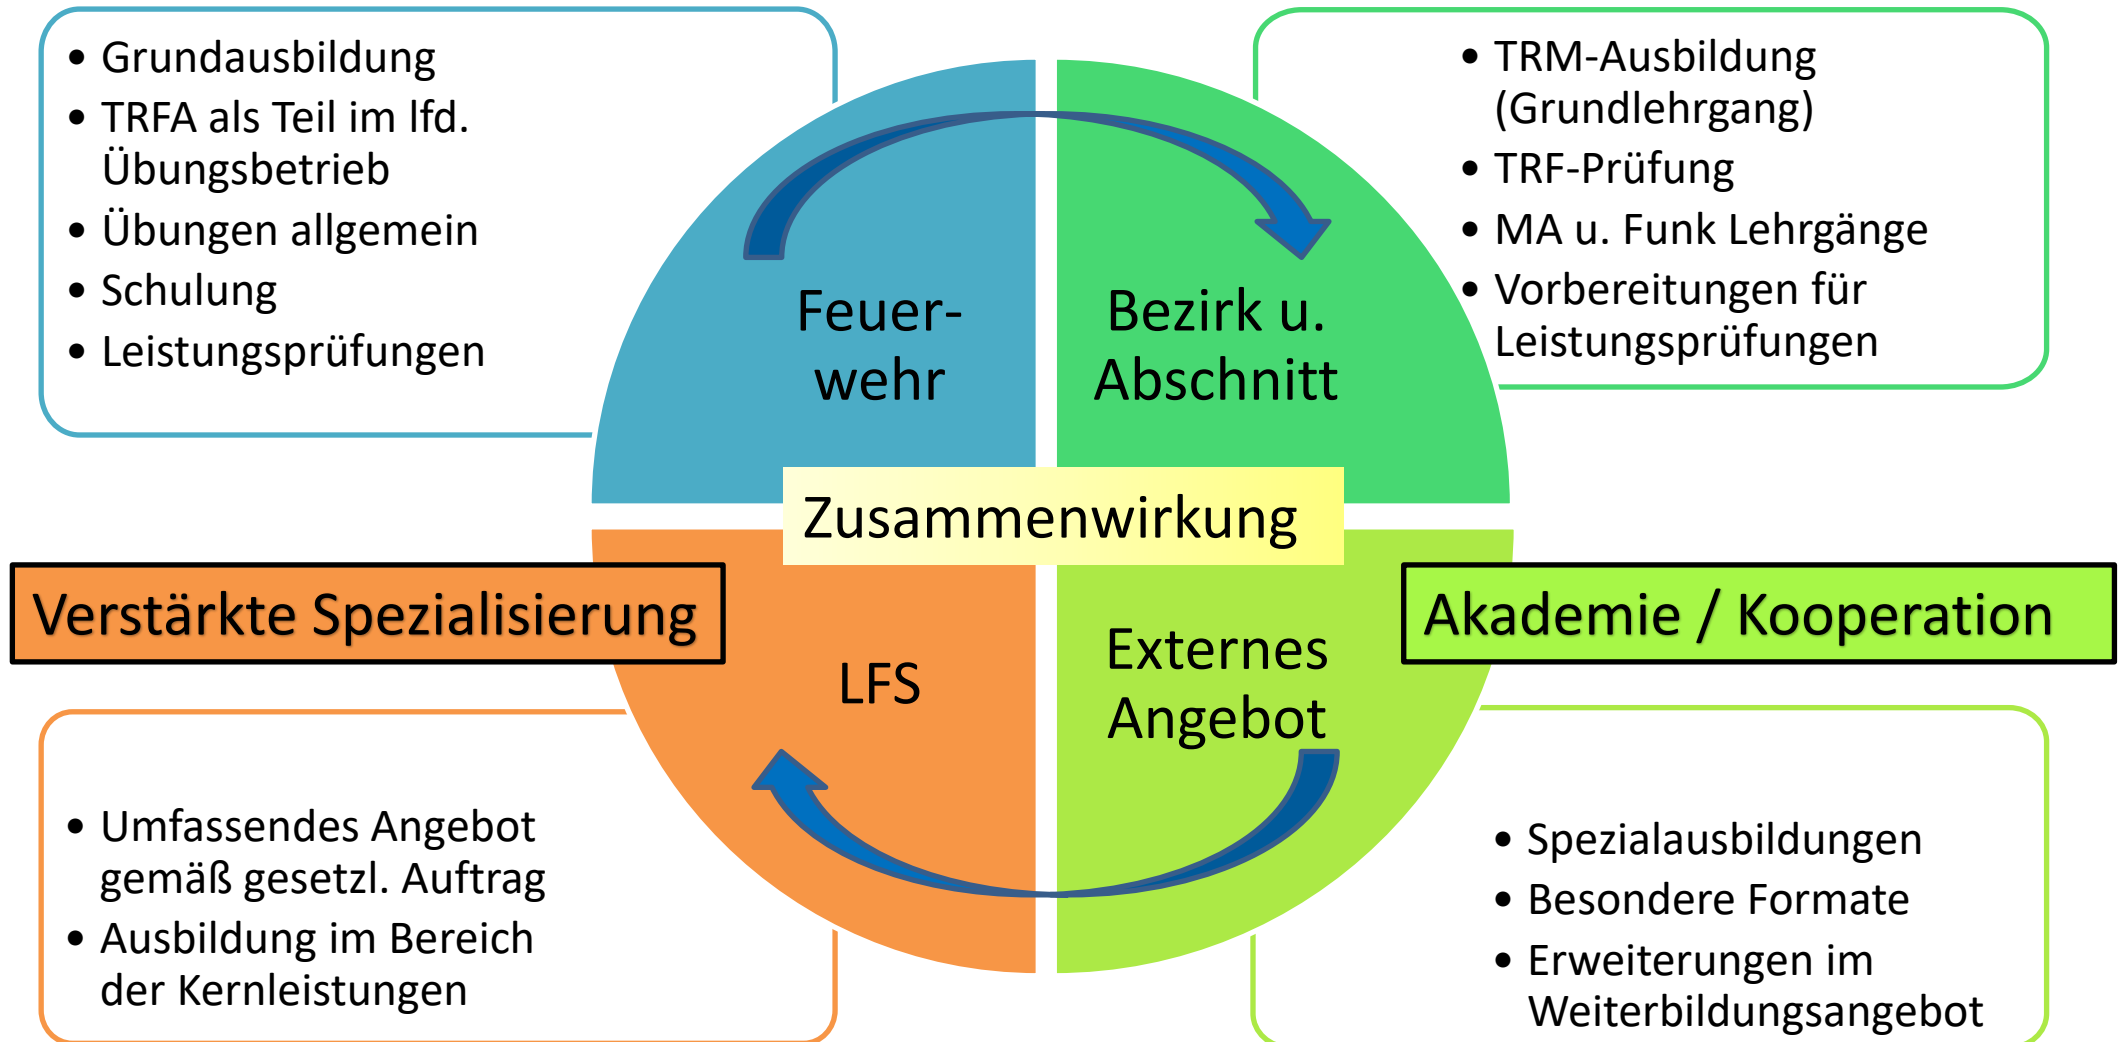 • Grundausbildung
• TRFA als Teil im lfd.
Übungsbetrieb
• Übungen allgemein
• Schulung
• Leistungsprüfungen
• TRM-Ausbildung
(Grundlehrgang)
• TRF-Prüfung
• MA u. Funk Lehrgänge
• Vorbereitungen für
Leistungsprüfungen
Feuer-
wehr
Bezirk u.
Abschnitt
Zusammenwirkung
Verstärkte Spezialisierung
Akademie / Kooperation
LFS
Externes
Angebot
• Umfassendes Angebot
gemäß gesetzl. Auftrag
• Ausbildung im Bereich
der Kernleistungen
• Spezialausbildungen
• Besondere Formate
• Erweiterungen im
Weiterbildungsangebot